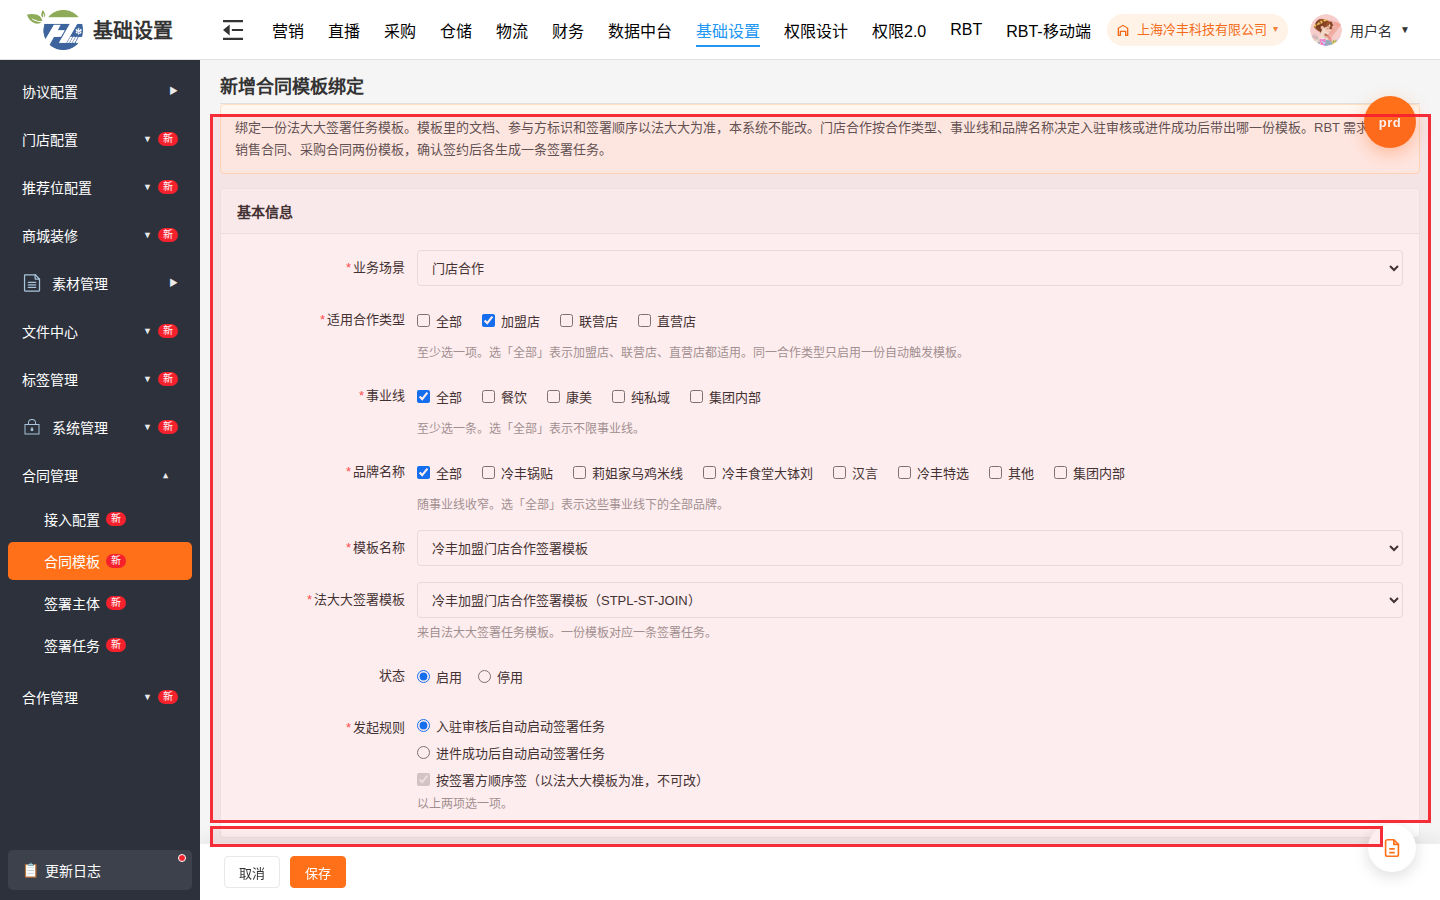 基础设置
营销 直播 采购 仓储 物流 财务 数据中台 基础设置 权限设计 权限2.0 RBT RBT-移动端
上海冷丰科技有限公司
用户名
协议配置
门店配置 新
推荐位配置 新
商城装修 新
素材管理
文件中心 新
标签管理 新
系统管理 新
合同管理
接入配置 新
合同模板 新
签署主体 新
签署任务 新
合作管理 新
更新日志
新增合同模板绑定
绑定一份法大大签署任务模板。模板里的文档、参与方标识和签署顺序以法大大为准，本系统不能改。门店合作按合作类型、事业线和品牌名称决定入驻审核或进件成功后带出哪一份模板。RBT 需求
销售合同、采购合同两份模板，确认签约后各生成一条签署任务。
prd
基本信息
*业务场景 门店合作
*适用合作类型 全部 加盟店 联营店 直营店
至少选一项。选「全部」表示加盟店、联营店、直营店都适用。同一合作类型只启用一份自动触发模板。
*事业线 全部 餐饮 康美 纯私域 集团内部
至少选一条。选「全部」表示不限事业线。
*品牌名称 全部 冷丰锅贴 莉姐家乌鸡米线 冷丰食堂大钵刘 汉言 冷丰特选 其他 集团内部
随事业线收窄。选「全部」表示这些事业线下的全部品牌。
*模板名称 冷丰加盟门店合作签署模板
*法大大签署模板 冷丰加盟门店合作签署模板（STPL-ST-JOIN）
来自法大大签署任务模板。一份模板对应一条签署任务。
状态 启用 停用
*发起规则 入驻审核后自动启动签署任务
进件成功后自动启动签署任务
按签署方顺序签（以法大大模板为准，不可改）
以上两项选一项。
取消 保存